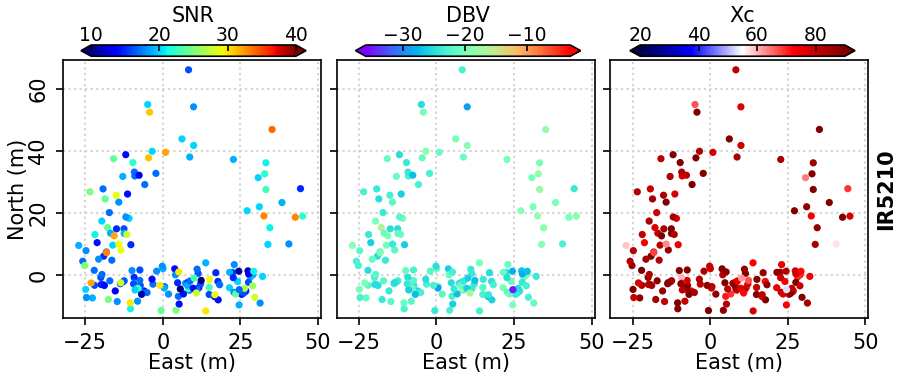 SNR DBV Xc
10 20 30 40 −30 −20 −10 20 40 60 80
60
40
20
0
North (m)
IR5210
−25 0 25 50 −25 0 25 50 −25 0 25 50
East (m) East (m) East (m)